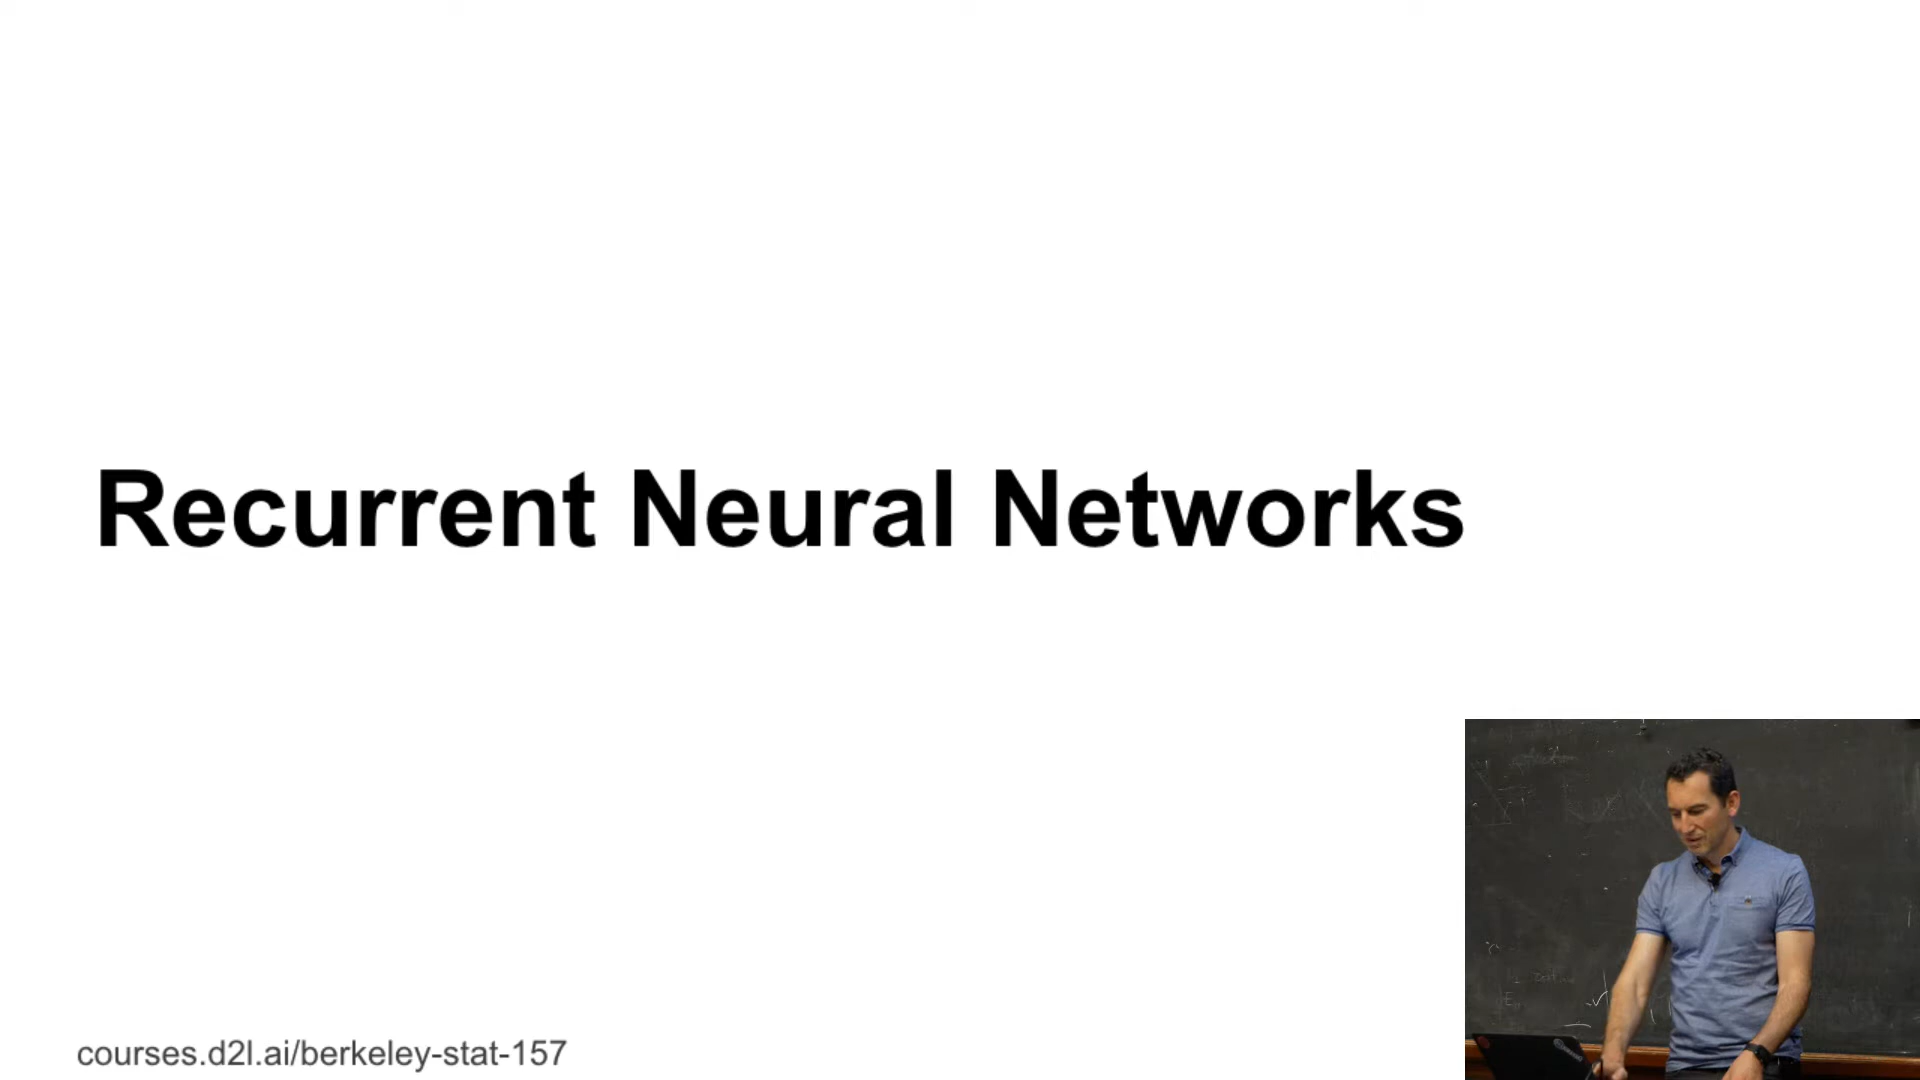 Recurrent Neural Networks
courses.d2l.ai/berkeley-stat-157